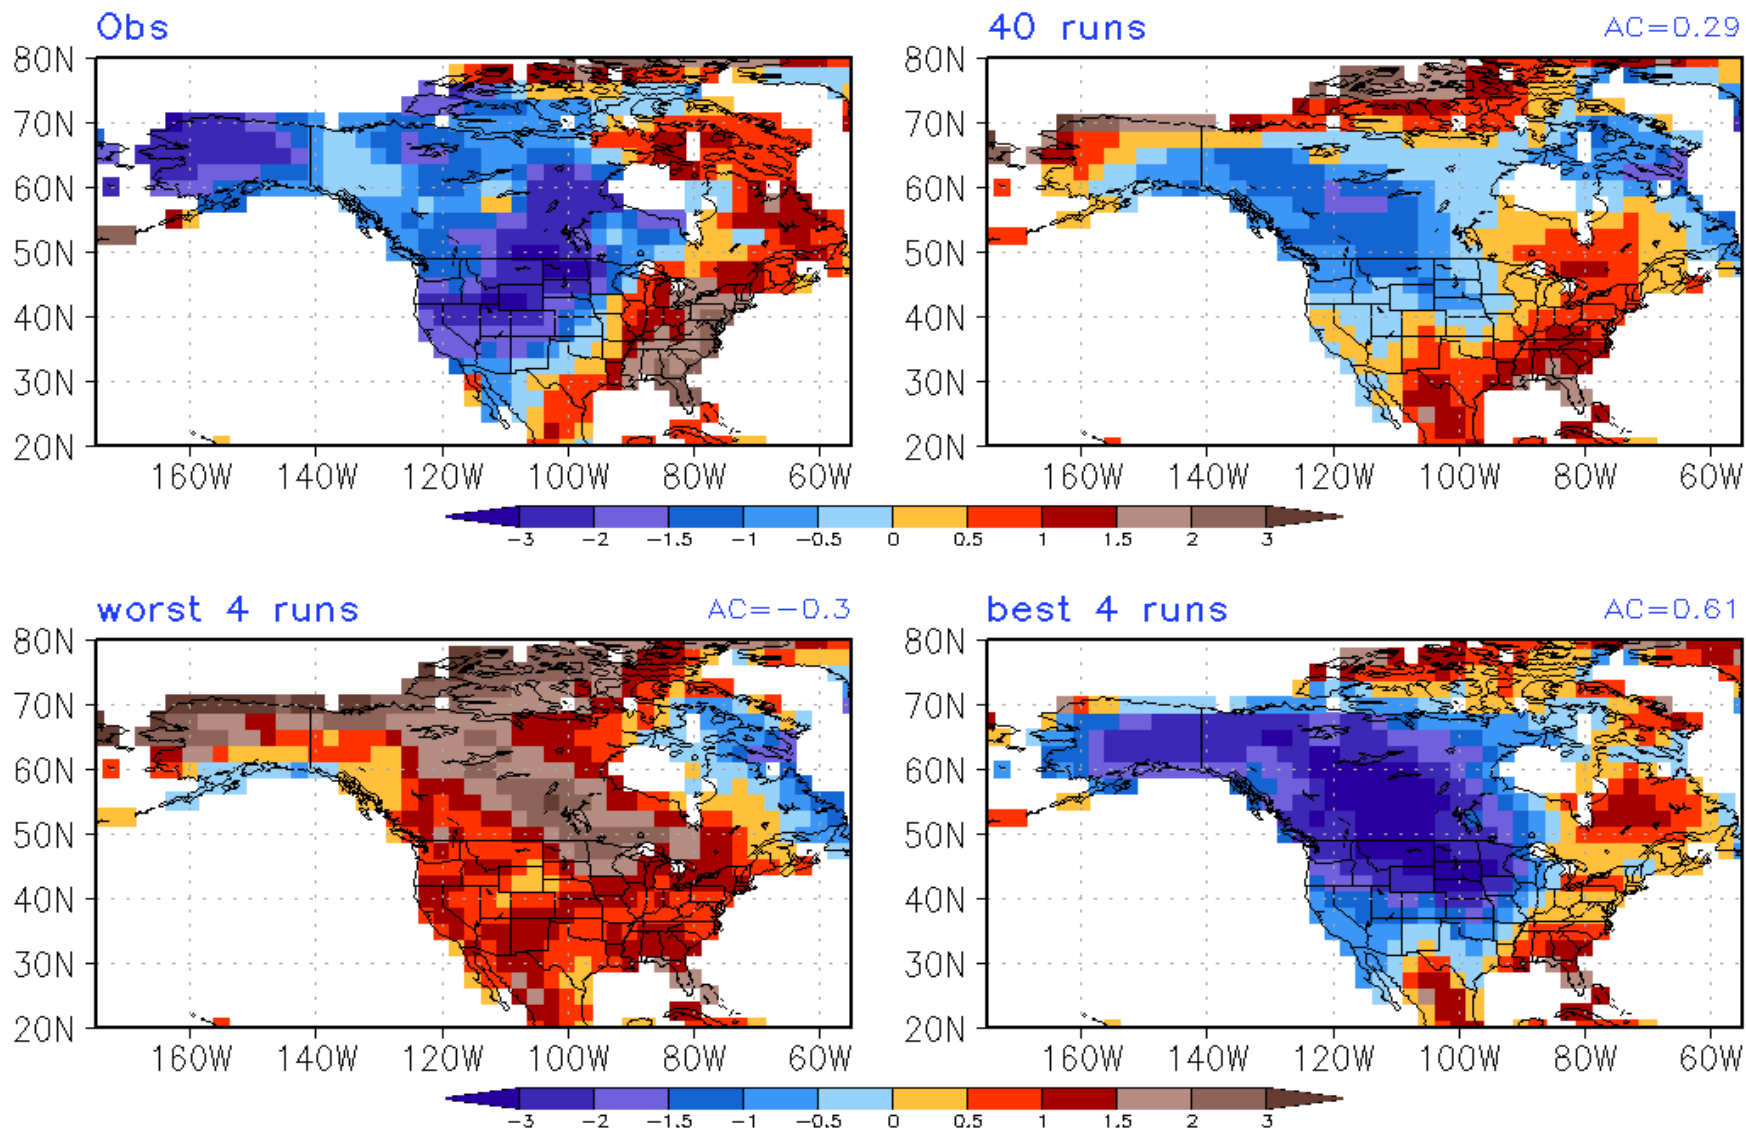 Obs
40 runs AC=0.29
80N 80N
70N 70N
60N 60N
50N 50N
40N 40N
30N 30N
20N 20N
160W 140W 120W 100W 80W 60W 160W 140W 120W 100W 80W 60W
-3 -2 -1.5 -1 -0.5 0 0.5 1 1.5 2 3
worst 4 runs AC=-0.3
best 4 runs AC=0.61
80N 80N
70N 70N
60N 60N
50N 50N
40N 40N
30N 30N
20N 20N
160W 140W 120W 100W 80W 60W 160W 140W 120W 100W 80W 60W
-3 -2 -1.5 -1 -0.5 0 0.5 1 1.5 2 3